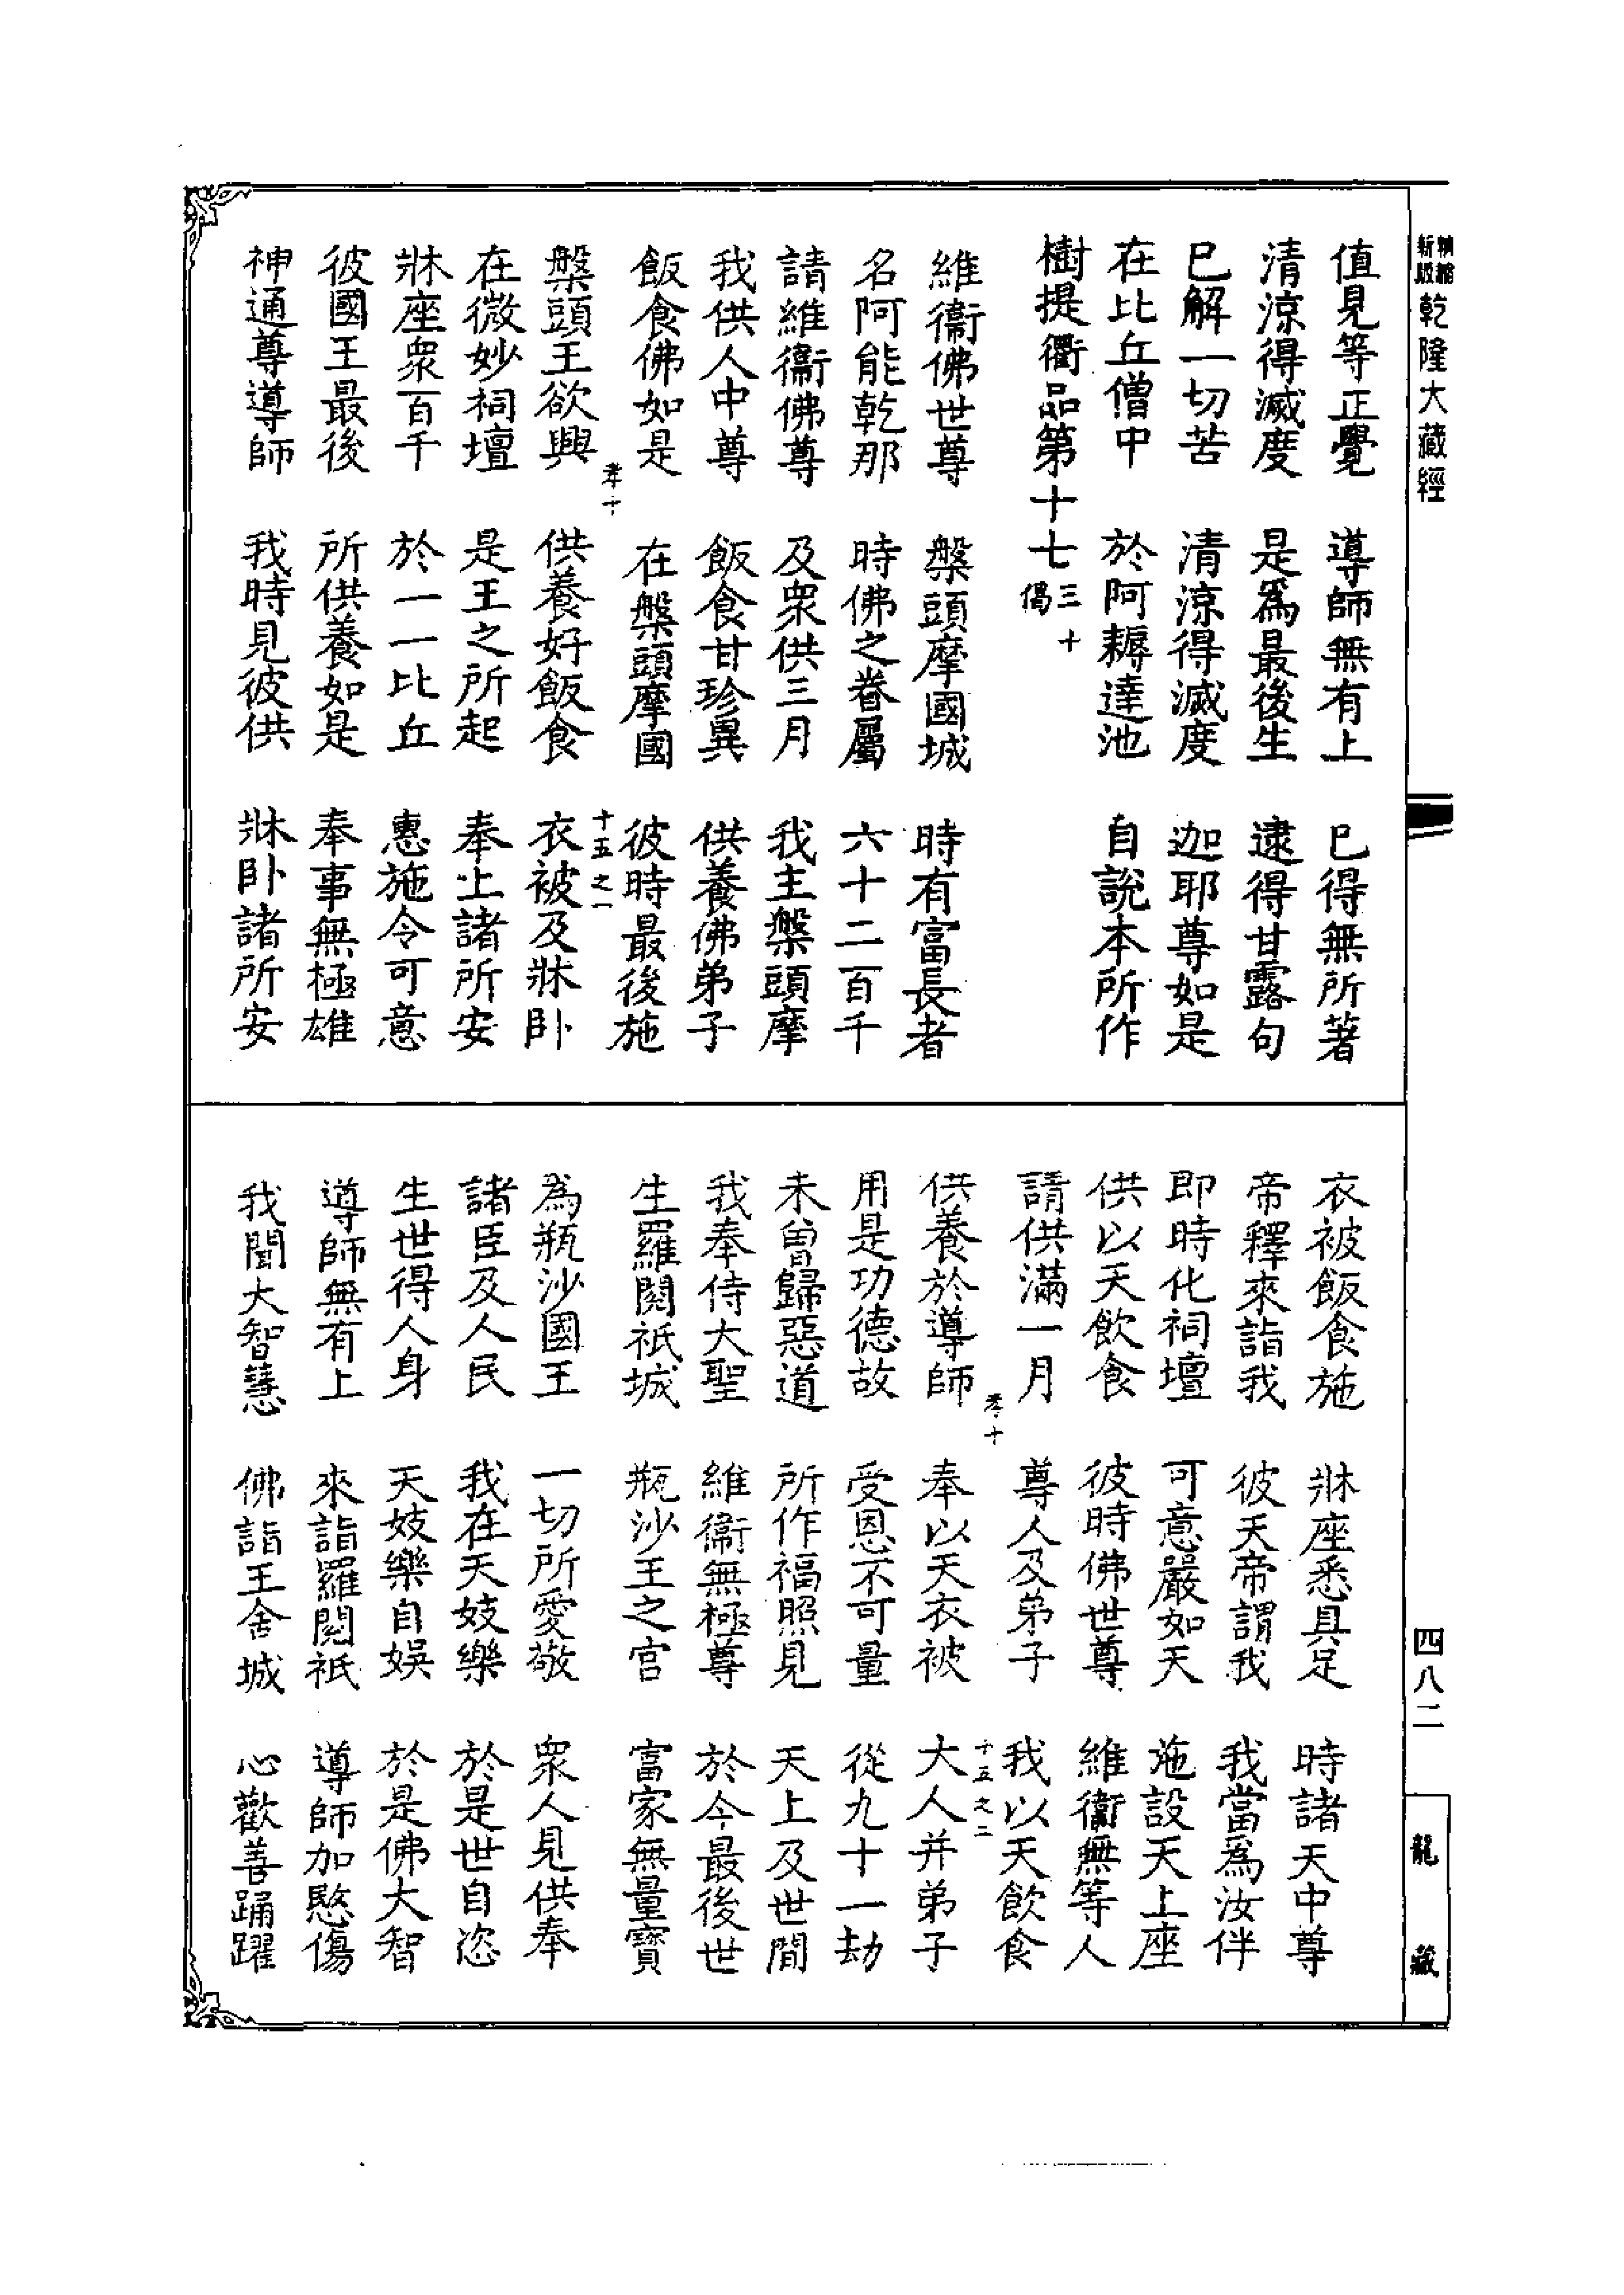 乾隆大藏經
值見等正覺　導師無有上　已得無所著
清涼得滅度　是爲最後生　逮得甘露句
已解一切苦　清涼得滅度　迦耶尊如是
在比丘僧中　於阿耨達池　自說本所作
樹提衢品第十七三十偈
維衞佛世尊　槃頭摩國城　時有富長者
名阿能乾那　時佛之眷屬　六十二百千
請維衞佛尊　及衆供三月　我主槃頭摩
我供人中尊　飯食甘珍異　供養佛弟子
飯食佛如是　在槃頭摩國　彼時最後施
孝十　十五之一
槃頭王欲興　供養好飯食　衣被及牀卧
在微妙祠壇　是王之所起　奉上諸所安
牀座衆百千　於一一比丘　惠施令可意
彼國王最後　所供養如是　奉事無極雄
神通尊導師　我時見彼供　牀卧諸所安
衣被飯食施　牀座悉具足　時諸天中尊
帝釋來詣我　彼天帝謂我　我當爲汝伴
即時化祠壇　可意嚴如天　施設天上座
供以天飲食　彼時佛世尊　維衞無等人
請供滿一月　尊人及弟子　我以天飲食
孝十　十五之二
供養於導師　奉以天衣被　大人并弟子
用是功德故　受恩不可量　從九十一劫
未曾歸惡道　所作福照見　天上及世間
我奉侍大聖　維衞無極尊　於今最後世
生羅閱祇城　瓶沙王之宫　富家無量寶
為瓶沙國王　一切所愛敬　衆人見供奉
諸臣及人民　我在天妓樂　於是世自恣
生世得人身　天妓樂自娛　於是佛大智
導師無有上　來詣羅閱祇　導師加愍傷
我聞大智慧　佛詣王舍城　心歡善踊躍
四八二
龍藏